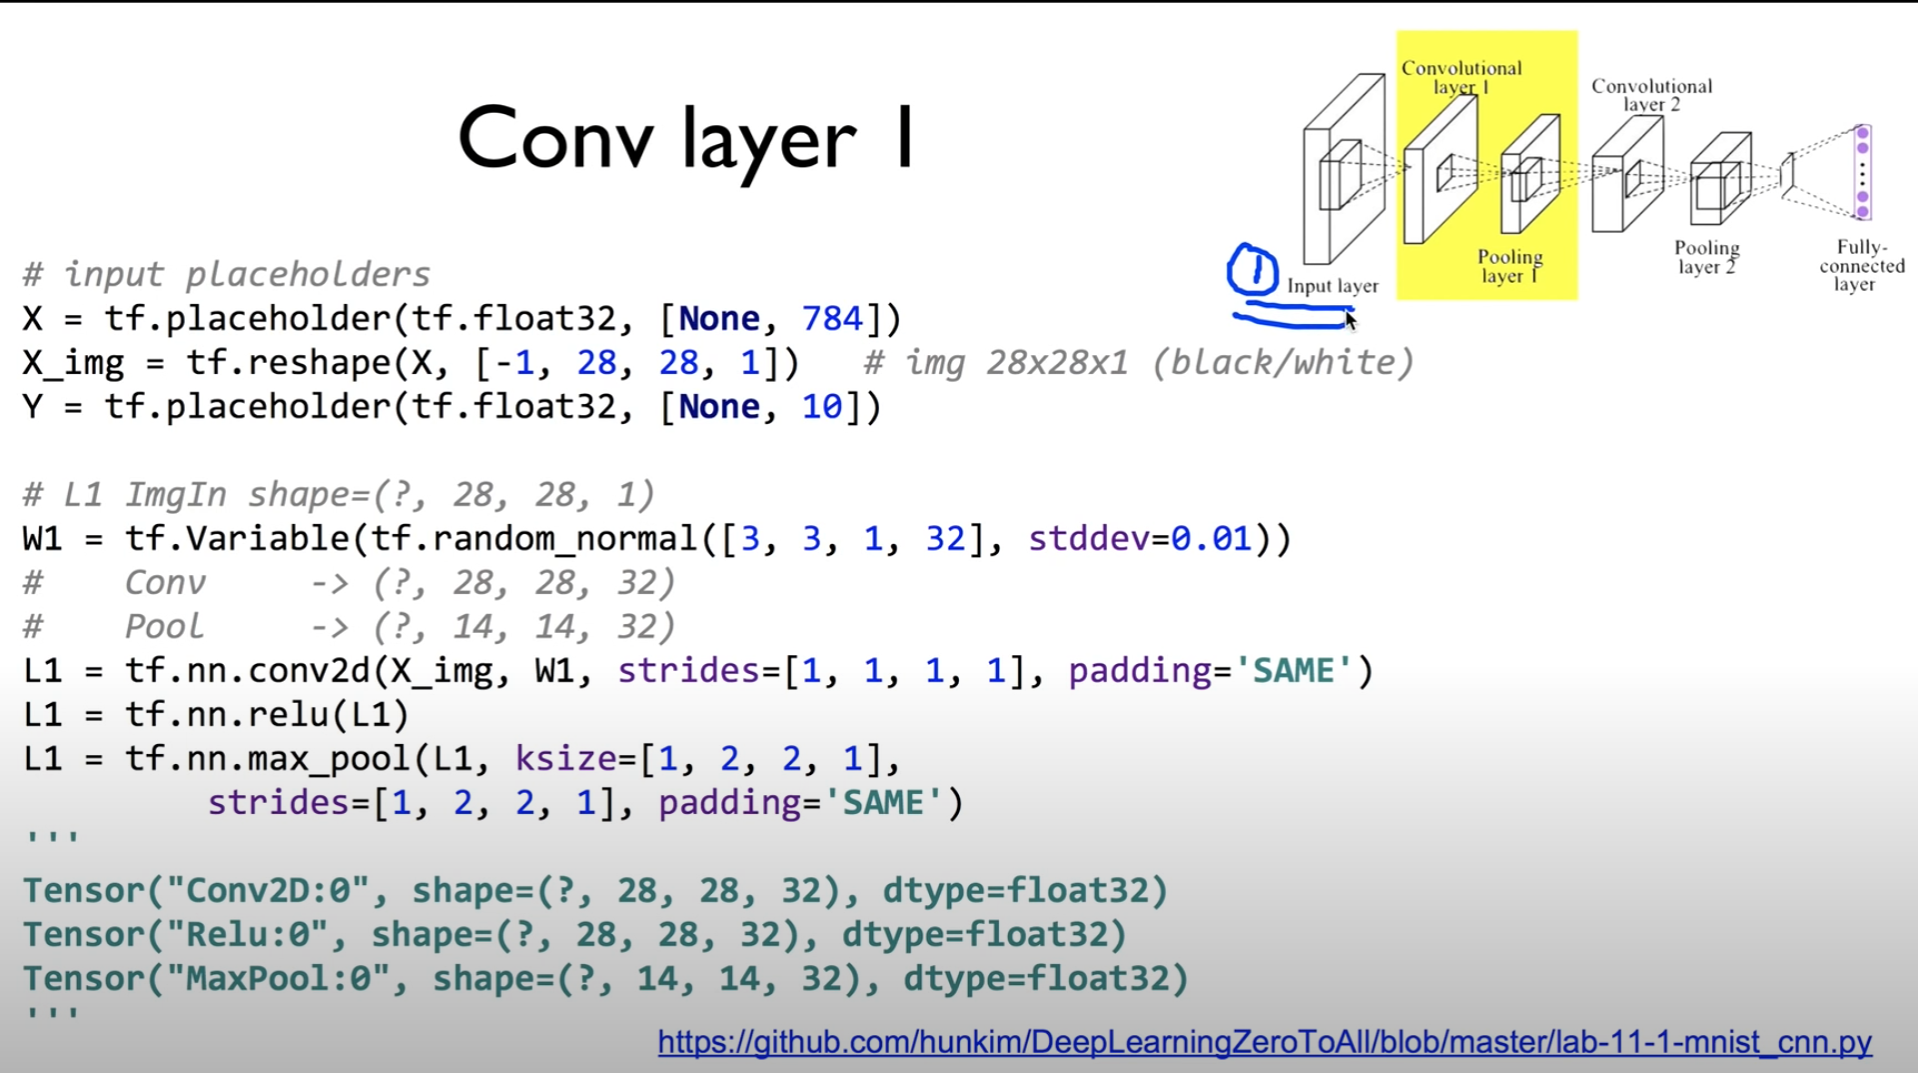 Conv layer 1
Convolutional
layer 1
Convolutional
layer 2
Pooling
layer 1
Pooling
layer 2
Fully-
connected
layer
1
Input layer
# input placeholders
X = tf.placeholder(tf.float32, [None, 784])
X_img = tf.reshape(X, [-1, 28, 28, 1])   # img 28x28x1 (black/white)
Y = tf.placeholder(tf.float32, [None, 10])
# L1 ImgIn shape=(?, 28, 28, 1)
W1 = tf.Variable(tf.random_normal([3, 3, 1, 32], stddev=0.01))
#    Conv     -> (?, 28, 28, 32)
#    Pool     -> (?, 14, 14, 32)
L1 = tf.nn.conv2d(X_img, W1, strides=[1, 1, 1, 1], padding='SAME')
L1 = tf.nn.relu(L1)
L1 = tf.nn.max_pool(L1, ksize=[1, 2, 2, 1],
         strides=[1, 2, 2, 1], padding='SAME')
'''
Tensor("Conv2D:0", shape=(?, 28, 28, 32), dtype=float32)
Tensor("Relu:0", shape=(?, 28, 28, 32), dtype=float32)
Tensor("MaxPool:0", shape=(?, 14, 14, 32), dtype=float32)
'''
https://github.com/hunkim/DeepLearningZeroToAll/blob/master/lab-11-1-mnist_cnn.py